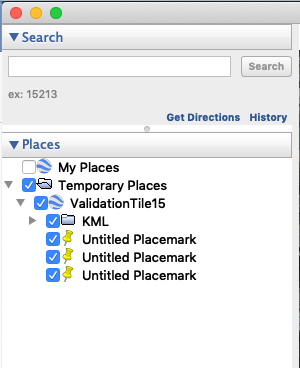 Search
Search
ex: 15213
Get Directions History
Places
My Places
Temporary Places
ValidationTile15
KML
Untitled Placemark
Untitled Placemark
Untitled Placemark